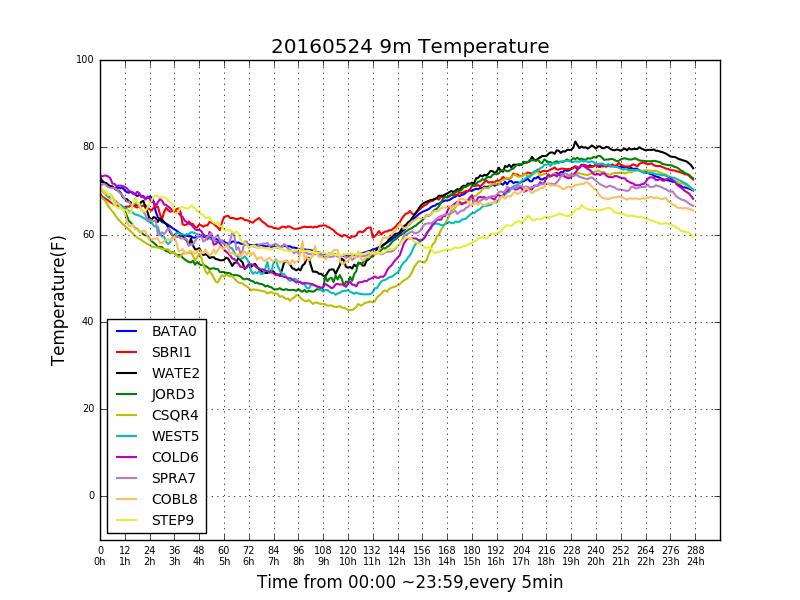 20160524 9m Temperature
100
80
60
40
20
0
Temperature(F)
BATA0
SBRI1
WATE2
JORD3
CSQR4
WEST5
COLD6
SPRA7
COBL8
STEP9
0 12 24 36 48 60 72 84 96 108 120 132 144 156 168 180 192 204 216 228 240 252 264 276 288
0h 1h 2h 3h 4h 5h 6h 7h 8h 9h 10h 11h 12h 13h 14h 15h 16h 17h 18h 19h 20h 21h 22h 23h 24h
Time from 00:00 ~23:59,every 5min